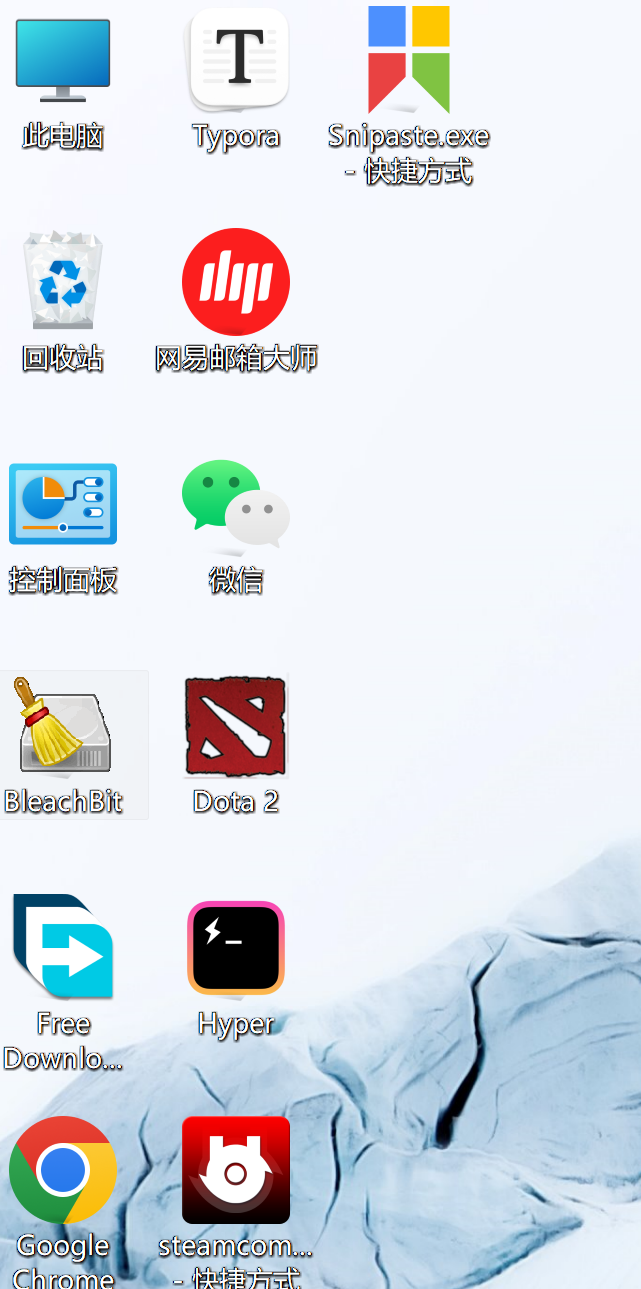 此电脑
Typora
Snipaste.exe
- 快捷方式
回收站
网易邮箱大师
控制面板
微信
BleachBit
Dota 2
Free
Downlo...
Hyper
Google
Chrome
steamcom...
- 快捷方式